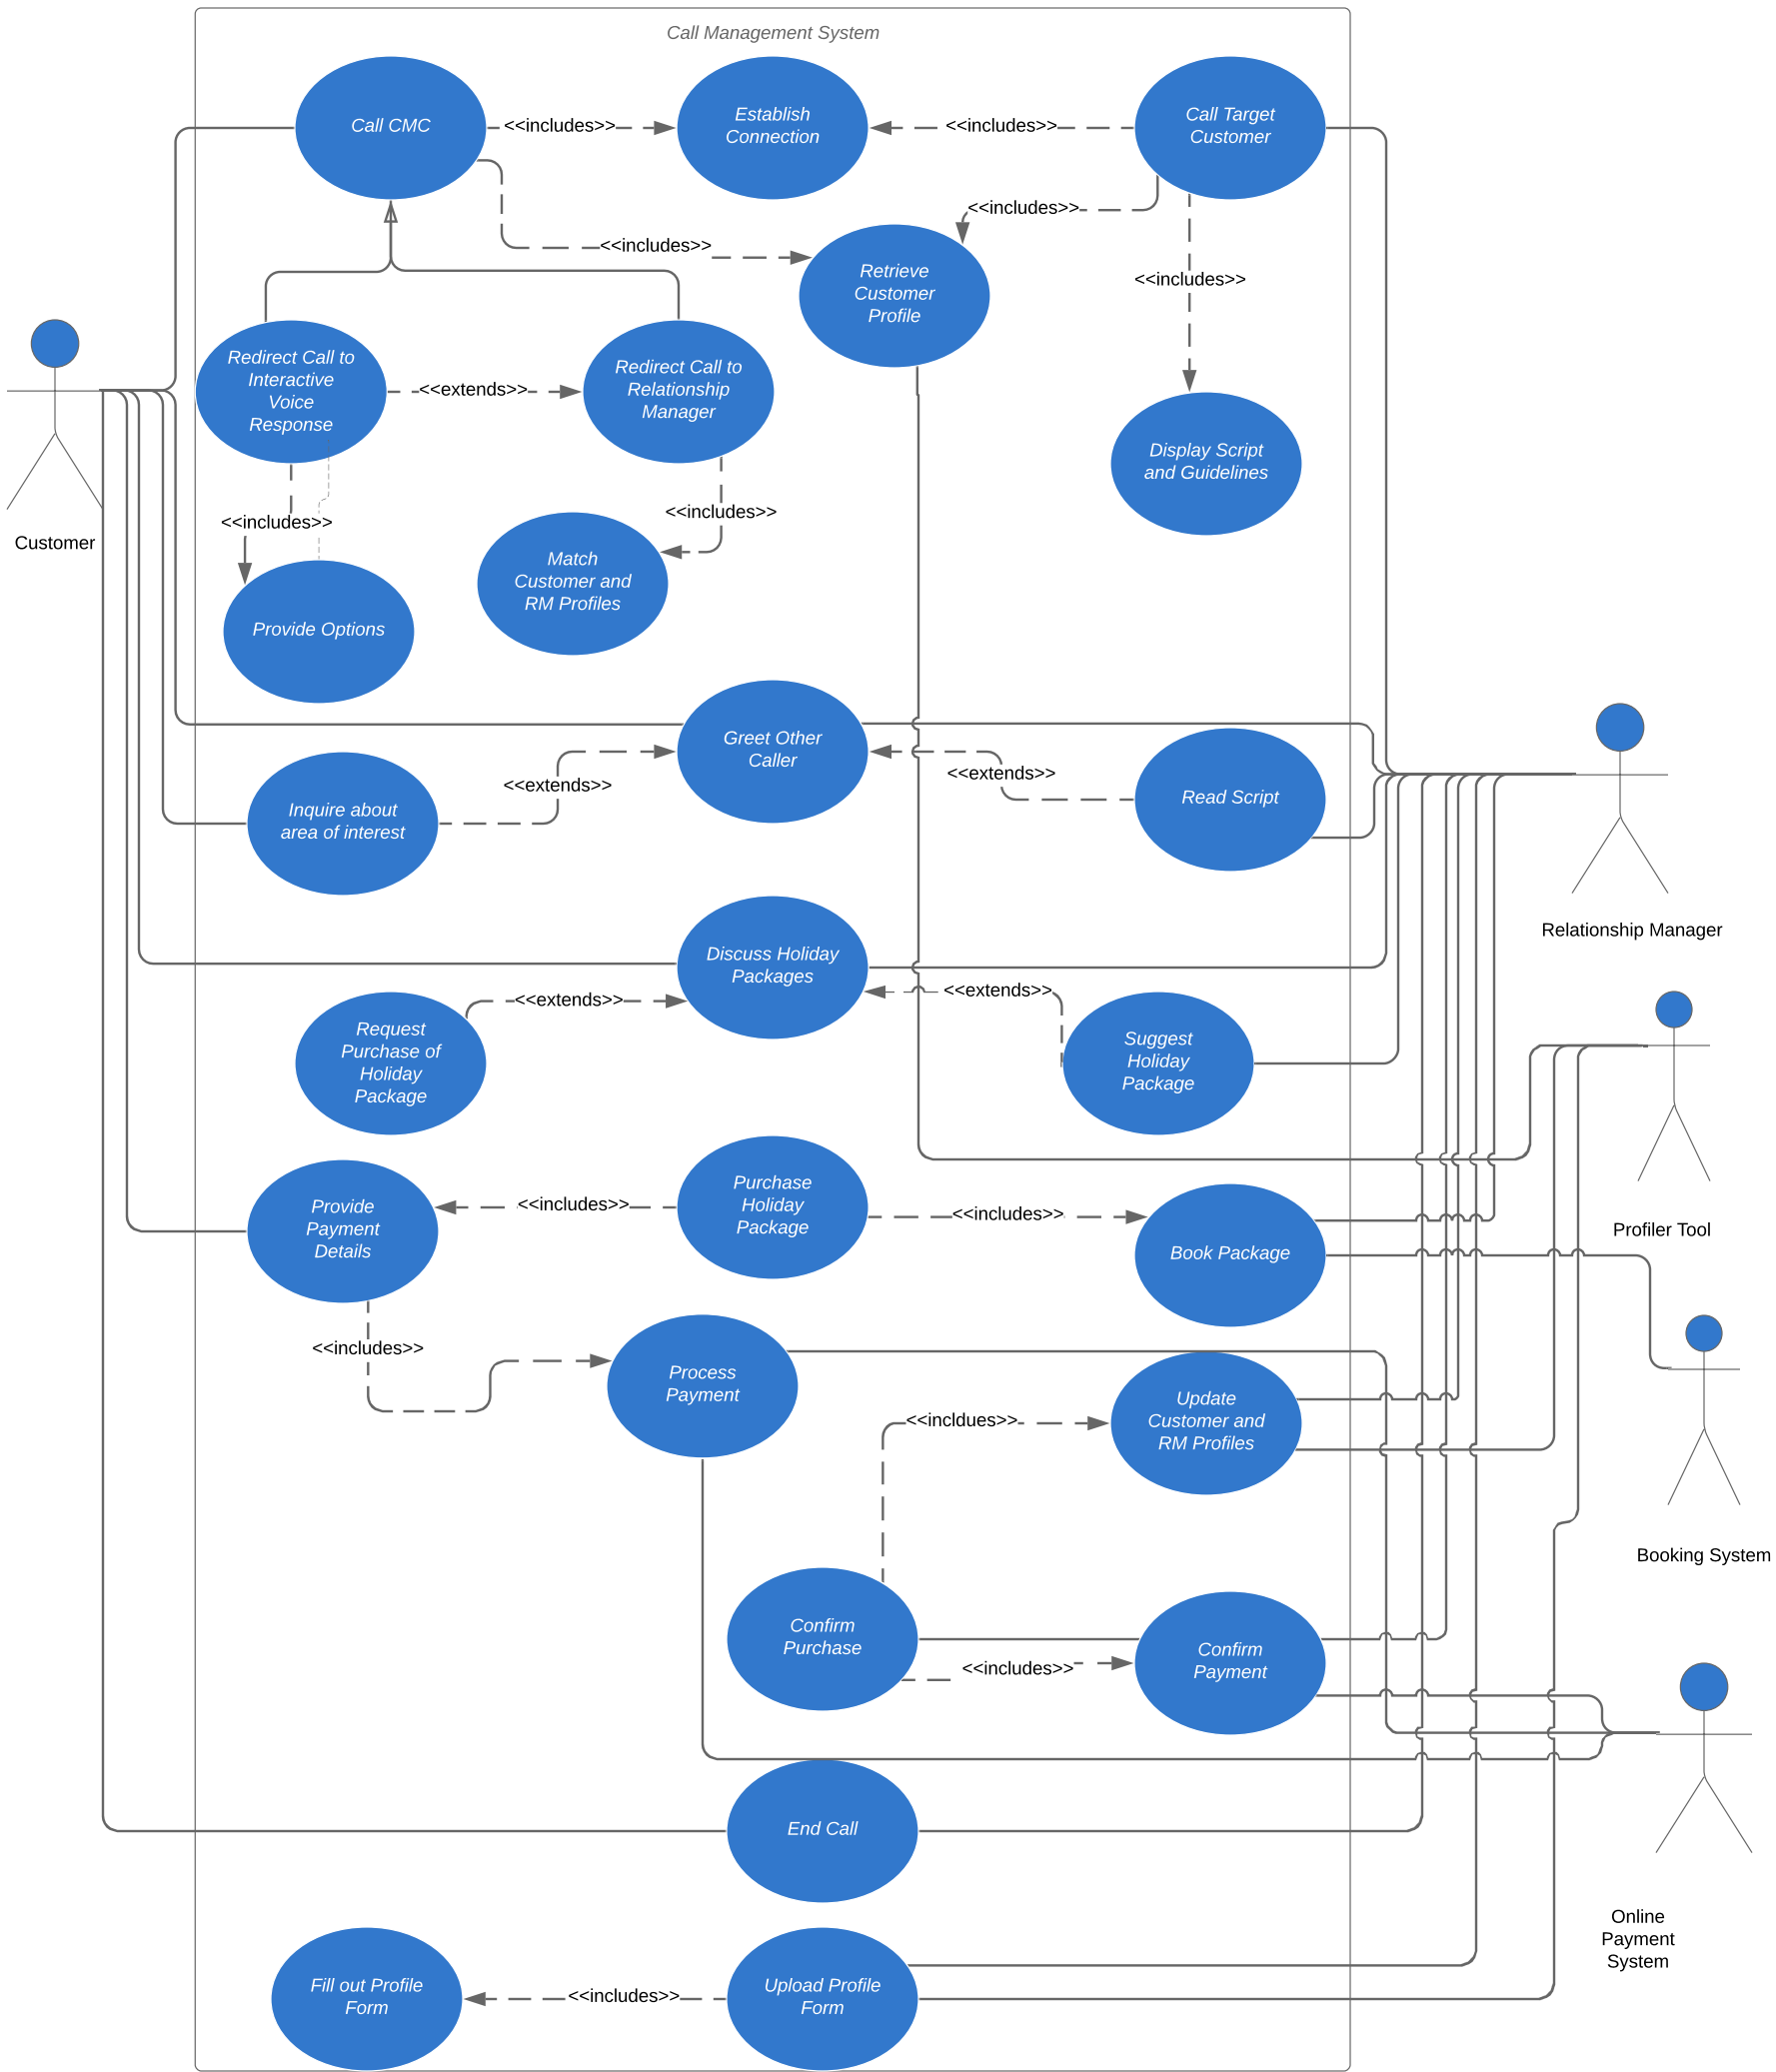 Call Management System
Call CMC
<<includes>>
Establish
Connection
<<includes>>
Call Target
Customer
<<includes>>
<<includes>>
Retrieve
Customer
Profile
<<includes>>
Redirect Call to
Interactive
Voice
Response
<<extends>>
Redirect Call to
Relationship
Manager
Display Script
and Guidelines
<<includes>>
<<includes>>
Customer
Match
Customer and
RM Profiles
Provide Options
Greet Other
Caller
<<extends>>
<<extends>>
Read Script
Inquire about
area of interest
Relationship Manager
Discuss Holiday
Packages
<<extends>>
<<extends>>
Request
Purchase of
Holiday
Package
Suggest
Holiday
Package
Provide
Payment
Details
<<includes>>
Purchase
Holiday
Package
<<includes>>
Book Package
Profiler Tool
<<includes>>
Process
Payment
<<incldues>>
Update
Customer and
RM Profiles
Booking System
Confirm
Purchase
<<includes>>
Confirm
Payment
End Call
Online
Payment
System
Fill out Profile
Form
<<includes>>
Upload Profile
Form